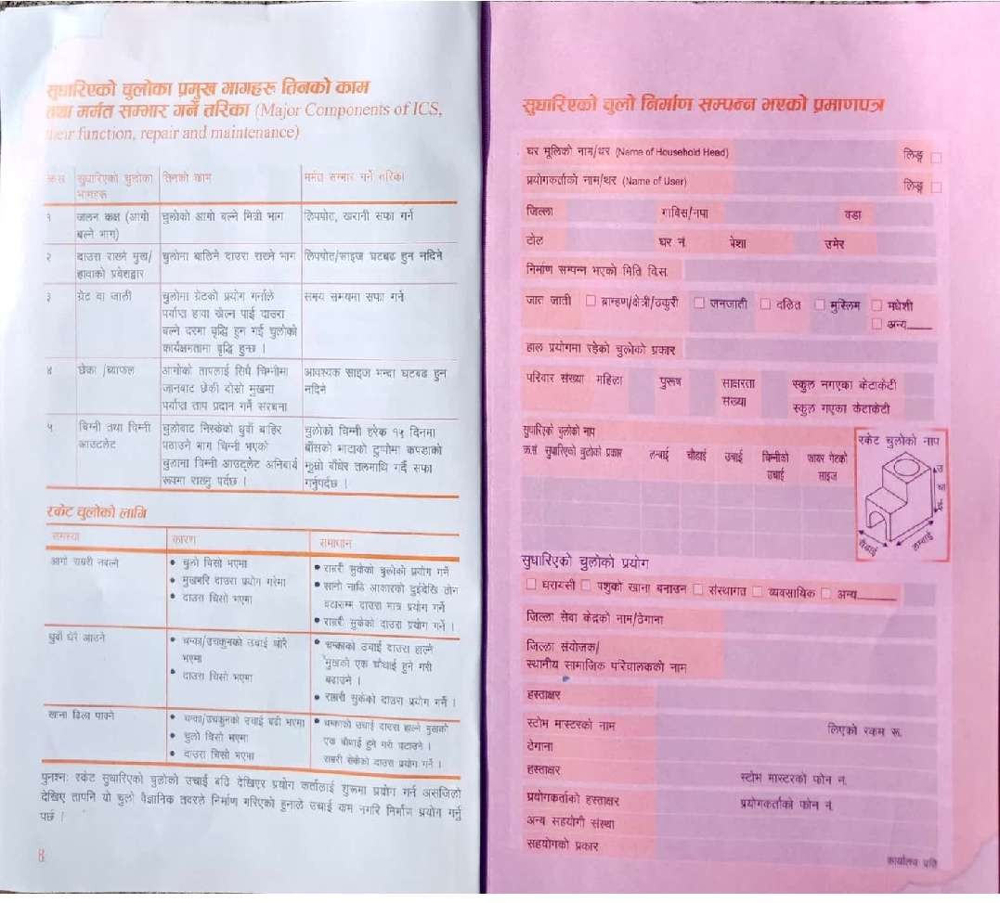 सुधारिएको चुलोका प्रमुख भागहरु तिनको काम
तथा मर्मत सम्भार गर्ने तरिका (Major Components of ICS,
their function, repair and maintenance)
क्र.स. सुधारिएको चुलोका तिनको काम मर्मत सम्भार गर्ने तरिका
भागहरू
१ जलन कक्ष (आगो चुलोको आगो बल्ने भित्री भाग लिपपोत, खरानी सफा गर्ने
बल्ने भाग)
२ दाउरा राख्ने मुख/ चुलोमा बालिने दाउरा राख्ने भाग लिपपोत/साइज घटबढ हुन नदिने
हावाको प्रवेशद्वार
३ ग्रेट वा जाली चुलोमा ग्रेटको प्रयोग गर्नाले समय समयमा सफा गर्ने
पर्याप्त हावा खेल्न पाई दाउरा
बल्ने दरमा बृद्धि हुन गई चुलोको
कार्यक्षमतामा बृद्धि हुन्छ ।
४ छेका /ब्याफल आगोको तापलाई सिधै चिम्नीमा आवश्यक साइज भन्दा घटबढ हुन
जानबाट छेकी दोस्रो मुखमा नदिने
पर्याप्त ताप प्रदान गर्ने संरचना
५ चिम्नी तथा चिम्नी चुलोबाट निस्केको धुवाँ बाहिर चुलोको चिम्नी हरेक १५ दिनमा
आउटलेट पठाउने भाग चिम्नी भएको बाँसको भाटाको टुप्पोमा कपडाको
चुलामा चिम्नी आउट्लेट अनिबार्य झुम्रो बाँधेर तलमाथि गर्दै सफा
रूपमा राख्नु पर्दछ । गर्नुपर्दछ ।
रकेट चुलोको लागि
समस्या कारण समाधान
आगो राम्ररी नबल्ने • चुलो चिसो भएमा • राम्ररी सुकेको चुलोको प्रयोग गर्ने
• मुखभरि दाउरा प्रयोग गरेमा • सानो नाडि आकारको दुईदेखि तीन
• दाउरा चिसो भएमा वटासम्म दाउरा मात्र प्रयोग गर्ने
• राम्ररी सुकेको दाउरा प्रयोग गर्ने ।
धुवाँ धेरै आउने • चम्का/उचकुनको उचाई थोरै • चम्काको उचाई दाउरा हाल्ने
भएमा मुखको एक चौथाई हुने गरी
• दाउरा चिसो भएमा बढाउने ।
• राम्ररी सुकेको दाउरा प्रयोग गर्ने ।
खाना ढिला पाक्ने • चम्का/उचकुनको उचाई बढी भएमा • चम्काको उचाई दाउरा हाल्ने मुखको
• चुलो चिसो भएमा एक चौथाई हुने गरी घटाउने ।
• दाउरा चिसो भएमा राम्ररी सुकेको दाउरा प्रयोग गर्ने ।
पुनश्न: रकेट सुधारिएको चुलोको उचाई बढि देखिएर प्रयोग कर्तालाई शुरूमा प्रयोग गर्न असजिलो
देखिए तापनि यो चुलो वैज्ञानिक तवरले निर्माण गरिएको हुनाले उचाई कम नगरि निर्माण प्रयोग गर्नु
पर्छ ।
8
सुधारिएको चुलो निर्माण सम्पन्न भएको प्रमाणपत्र
घर मूलिको नाम/थर (Name of Household Head) लिङ्ग
प्रयोगकर्ताको नाम/थर (Name of User) लिङ्ग
जिल्ला गाविस/नपा वडा
टोल घर नं. पेशा उमेर
निर्माण सम्पन्न भएको मिति वि.स.
जात जाती ब्राम्हण/क्षेत्री/ठकुरी जनजाती दलित मुस्लिम मधेशी
अन्य
हाल प्रयोगमा रहेको चुलोको प्रकार
परिवार संख्या महिला पुरूष साक्षरता स्कुल नगएका केटाकेटी
संख्या स्कुल गएका केटाकेटी
सुधारिएको चुलोको नाप रकेट चुलोको नाप
क्र.सं सुधारिएको चुलोको प्रकार लम्बाई चौडाई उचाई चिम्नीको फायर गेटको
उचाई साइज
उचाई
चौडाई लम्बाई
सुधारिएको चुलोको प्रयोग
घरायसी पशुको खाना बनाउन संस्थागत व्यवसायिक अन्य
जिल्ला सेवा केन्द्रको नाम/ठेगाना
जिल्ला संयोजक/
स्थानीय सामाजिक परिचालकको नाम
हस्ताक्षर
स्टोभ मास्टरको नाम लिएको रकम रू.
ठेगाना
हस्ताक्षर स्टोभ मास्टरको फोन नं.
प्रयोगकर्ताको हस्ताक्षर प्रयोगकर्ताको फोन नं.
अन्य सहयोगी संस्था
सहयोगको प्रकार
कार्यालय प्रति